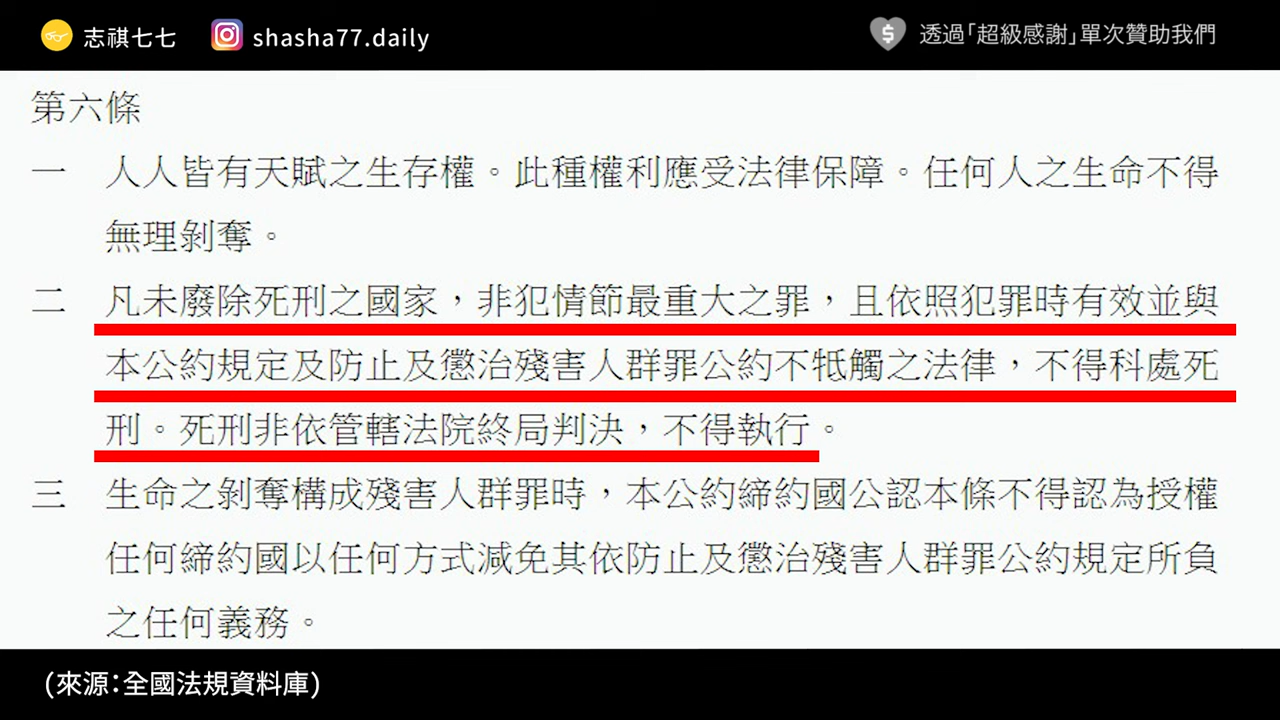 志祺七七 shasha77.daily 透過「超級感謝」單次贊助我們
第六條
一 人人皆有天賦之生存權。此種權利應受法律保障。任何人之生命不得
無理剝奪。
二 凡未廢除死刑之國家，非犯情節最重大之罪，且依照犯罪時有效並與
本公約規定及防止及懲治殘害人群罪公約不牴觸之法律，不得科處死
刑。死刑非依管轄法院終局判決，不得執行。
三 生命之剝奪構成殘害人群罪時，本公約締約國公認本條不得認為授權
任何締約國以任何方式減免其依防止及懲治殘害人群罪公約規定所負
之任何義務。
(來源：全國法規資料庫)